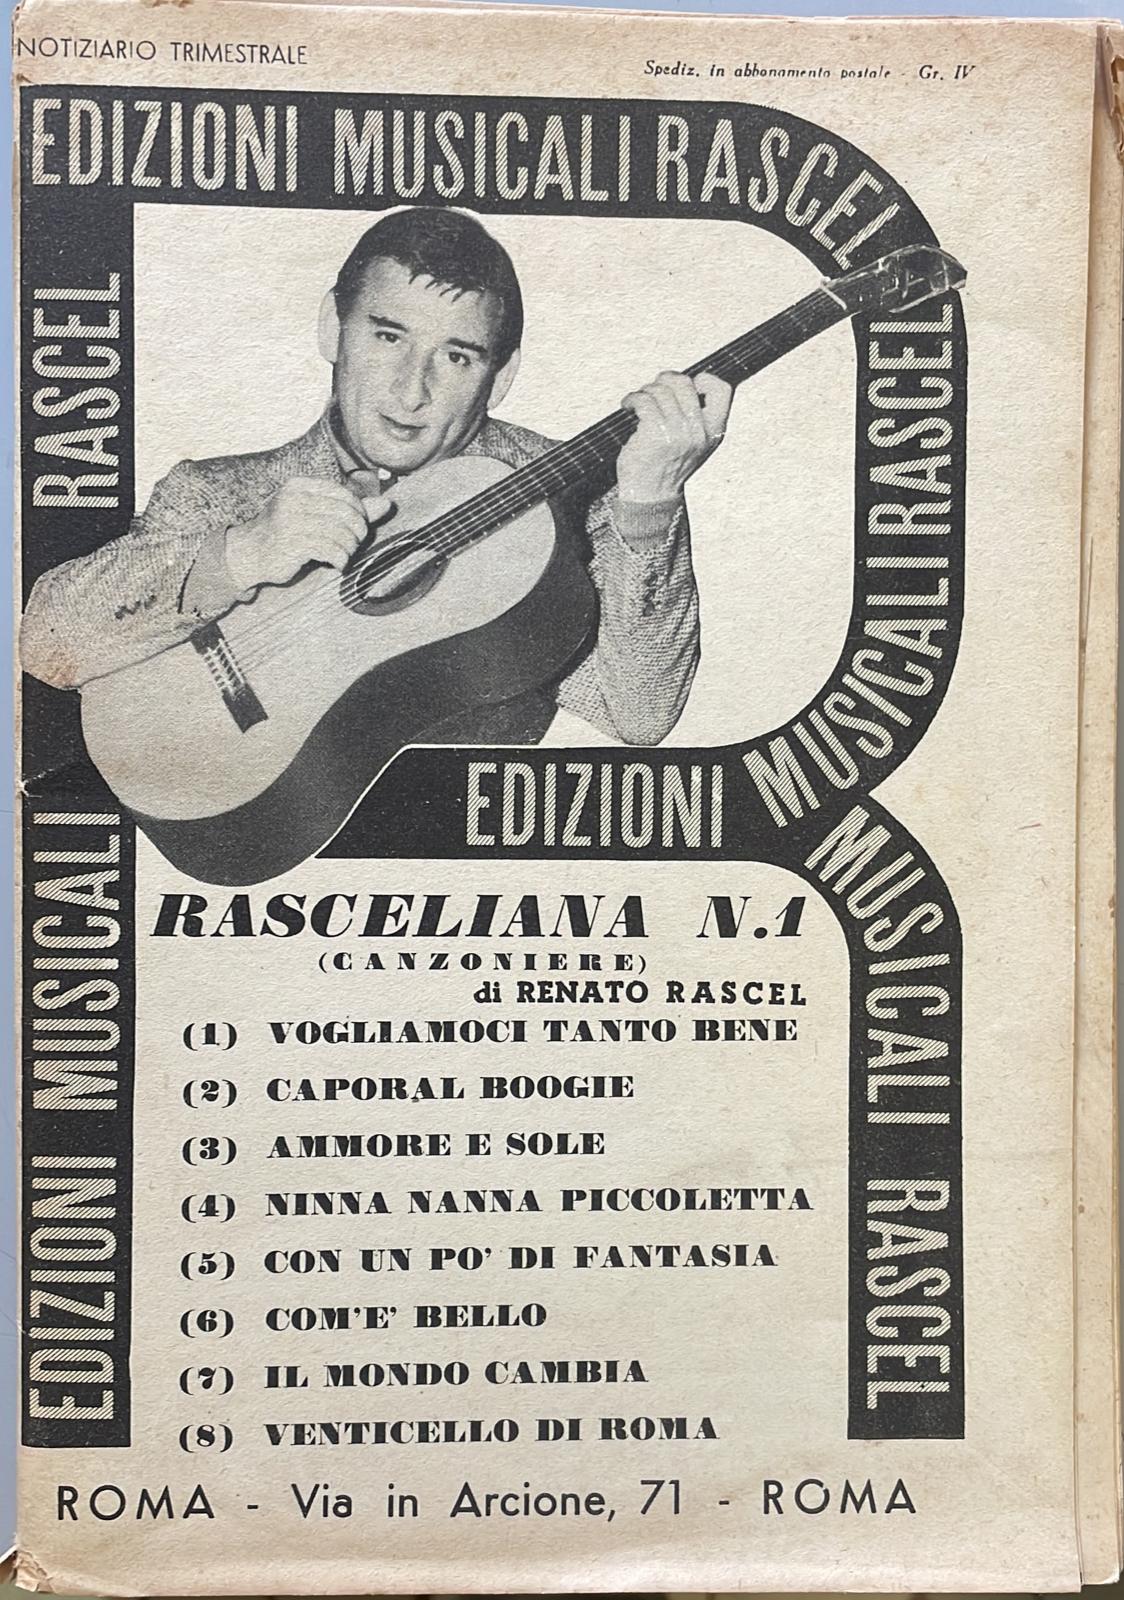 NOTIZIARIO TRIMESTRALE
Spediz. in abbonamento postale - Gr. IV
EDIZIONI MUSICALI RASCEL
EDIZIONI MUSICALI RASCEL
EDIZIONI MUSICALI RASCEL
MUSICALI RASCEL
RASCELIANA N.1
(CANZONIERE)
di RENATO RASCEL
(1) VOGLIAMOCI TANTO BENE
(2) CAPORAL BOOGIE
(3) AMMORE E SOLE
(4) NINNA NANNA PICCOLETTA
(5) CON UN PO' DI FANTASIA
(6) COM'E' BELLO
(7) IL MONDO CAMBIA
(8) VENTICELLO DI ROMA
ROMA - Via in Arcione, 71 - ROMA